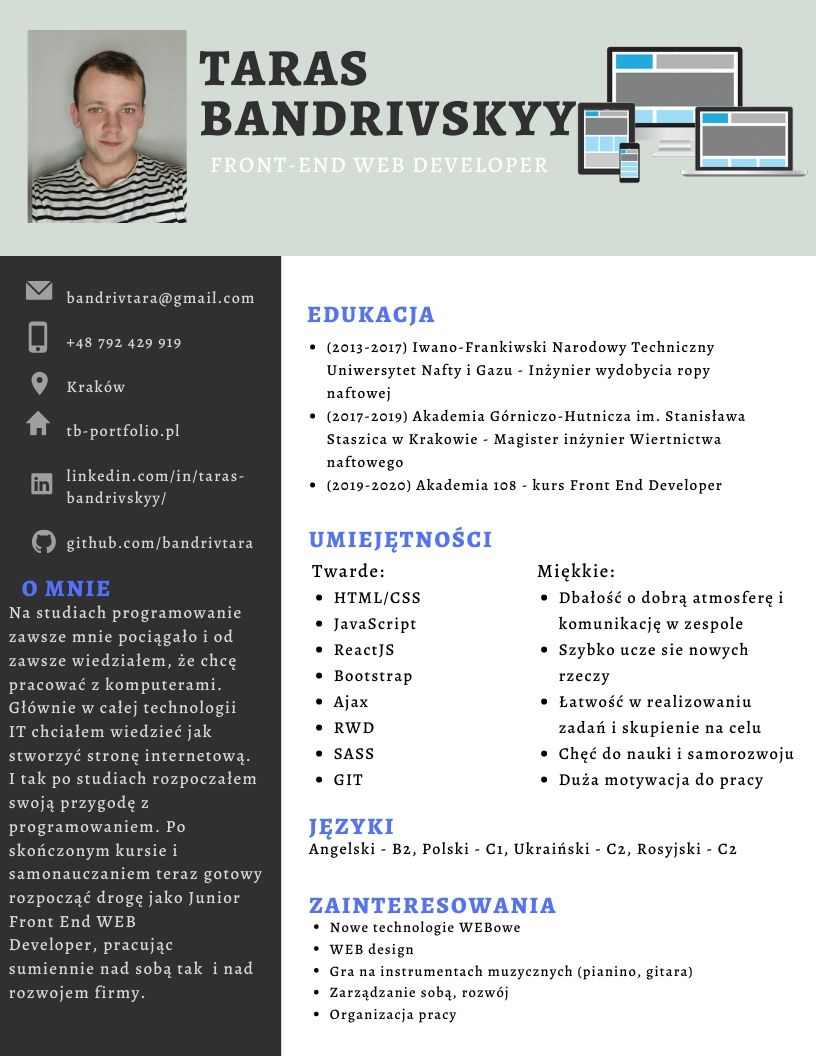 TARAS
BANDRIVSKYY
FRONT-END WEB DEVELOPER
bandrivtara@gmail.com
+48 792 429 919
Kraków
tb-portfolio.pl
linkedin.com/in/taras-
bandrivskyy/
github.com/bandrivtara
O MNIE
Na studiach programowanie
zawsze mnie pociągało i od
zawsze wiedziałem, że chcę
pracować z komputerami.
Głównie w całej technologii
IT chciałem wiedzieć jak
stworzyć stronę internetową.
I tak po studiach rozpoczałem
swoją przygodę z
programowaniem. Po
skończonym kursie i
samonauczaniem teraz gotowy
rozpocząć drogę jako Junior
Front End WEB
Developer, pracując
sumiennie nad sobą tak  i nad
rozwojem firmy.
EDUKACJA
• (2013-2017) Iwano-Frankiwski Narodowy Techniczny
Uniwersytet Nafty i Gazu - Inżynier wydobycia ropy
naftowej
• (2017-2019) Akademia Górniczo-Hutnicza im. Stanisława
Staszica w Krakowie - Magister inżynier Wiertnictwa
naftowego
• (2019-2020) Akademia 108 - kurs Front End Developer
UMIEJĘTNOŚCI
Twarde:
• HTML/CSS
• JavaScript
• ReactJS
• Bootstrap
• Ajax
• RWD
• SASS
• GIT
Miękkie:
• Dbałość o dobrą atmosferę i
komunikację w zespole
• Szybko ucze sie nowych
rzeczy
• Łatwość w realizowaniu
zadań i skupienie na celu
• Chęć do nauki i samorozwoju
• Duża motywacja do pracy
JĘZYKI
Angelski - B2, Polski - C1, Ukraiński - C2, Rosyjski - C2
ZAINTERESOWANIA
• Nowe technologie WEBowe
• WEB design
• Gra na instrumentach muzycznych (pianino, gitara)
• Zarządzanie sobą, rozwój
• Organizacja pracy